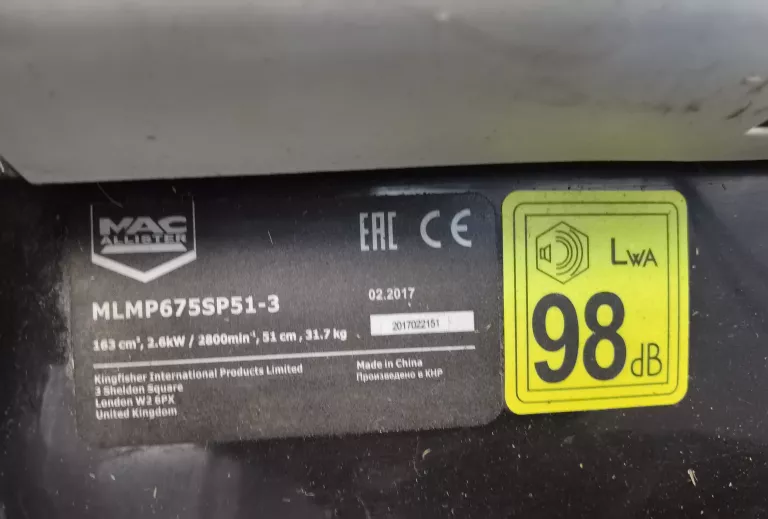 MAC
ALLISTER
EAC CE
MLMP675SP51-3
02.2017
2017022151
163 cm³, 2.6kW / 2800min⁻¹, 51 cm , 31.7 kg
Kingfisher International Products Limited
3 Sheldon Square
London W2 6PX
United Kingdom
Made in China
Произведено в КНР
LWA
98 dB